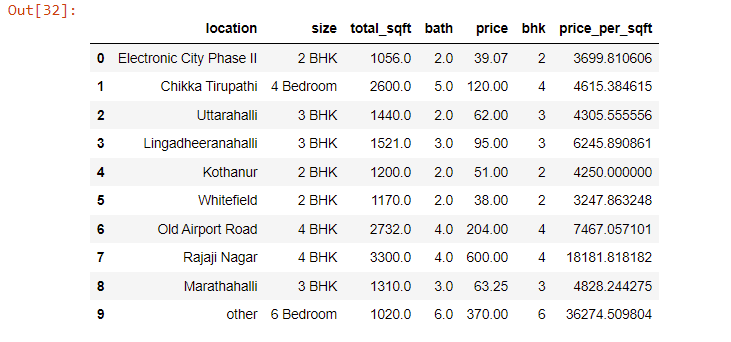 Out[32]:
location size total_sqft bath price bhk price_per_sqft
0 Electronic City Phase II 2 BHK 1056.0 2.0 39.07 2 3699.810606
1 Chikka Tirupathi 4 Bedroom 2600.0 5.0 120.00 4 4615.384615
2 Uttarahalli 3 BHK 1440.0 2.0 62.00 3 4305.555556
3 Lingadheeranahalli 3 BHK 1521.0 3.0 95.00 3 6245.890861
4 Kothanur 2 BHK 1200.0 2.0 51.00 2 4250.000000
5 Whitefield 2 BHK 1170.0 2.0 38.00 2 3247.863248
6 Old Airport Road 4 BHK 2732.0 4.0 204.00 4 7467.057101
7 Rajaji Nagar 4 BHK 3300.0 4.0 600.00 4 18181.818182
8 Marathahalli 3 BHK 1310.0 3.0 63.25 3 4828.244275
9 other 6 Bedroom 1020.0 6.0 370.00 6 36274.509804